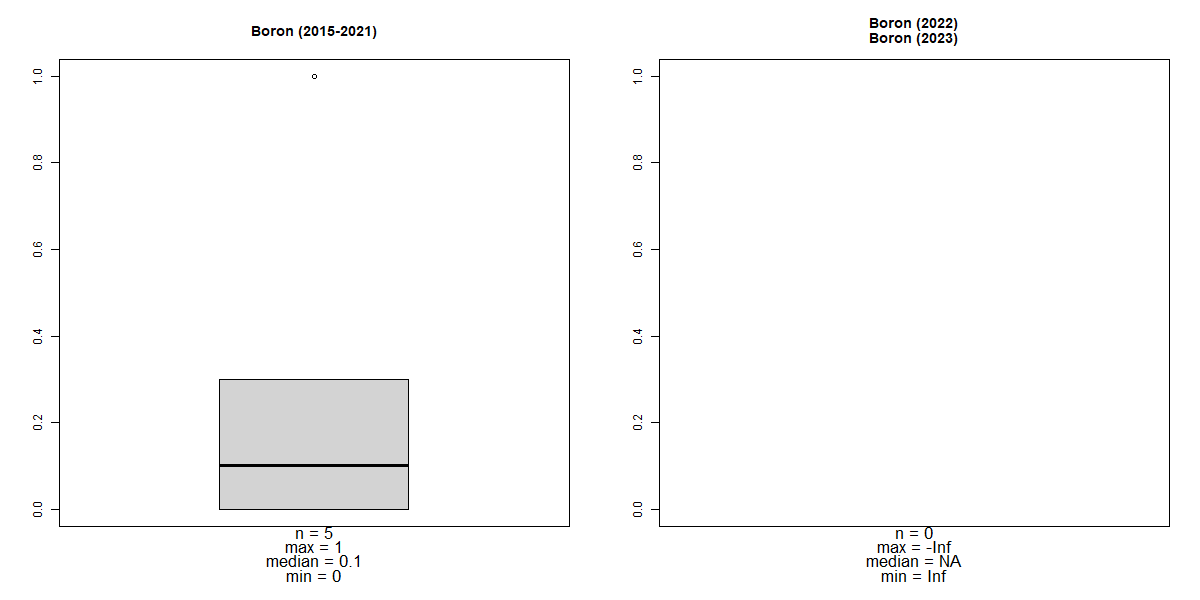 Boron (2015-2021)
1.0
0.8
0.6
0.4
0.2
0.0
n = 5
max = 1
median = 0.1
min = 0
Boron (2022)
Boron (2023)
1.0
0.8
0.6
0.4
0.2
0.0
n = 0
max = -Inf
median = NA
min = Inf